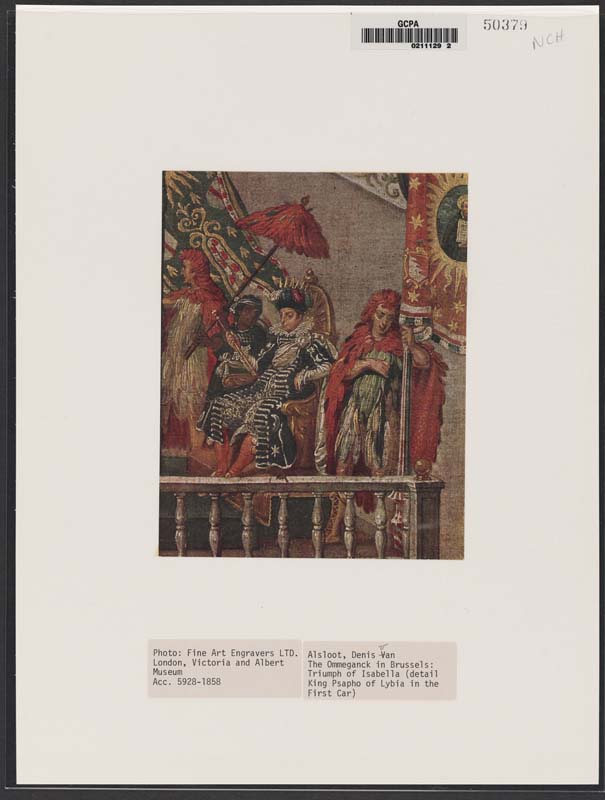 GCPA
0211129 2
50379
NCH
Photo: Fine Art Engravers LTD.
London, Victoria and Albert
Museum
Acc. 5928-1858
Alsloot, Denis Van
The Ommeganck in Brussels:
Triumph of Isabella (detail
King Psapho of Lybia in the
First Car)